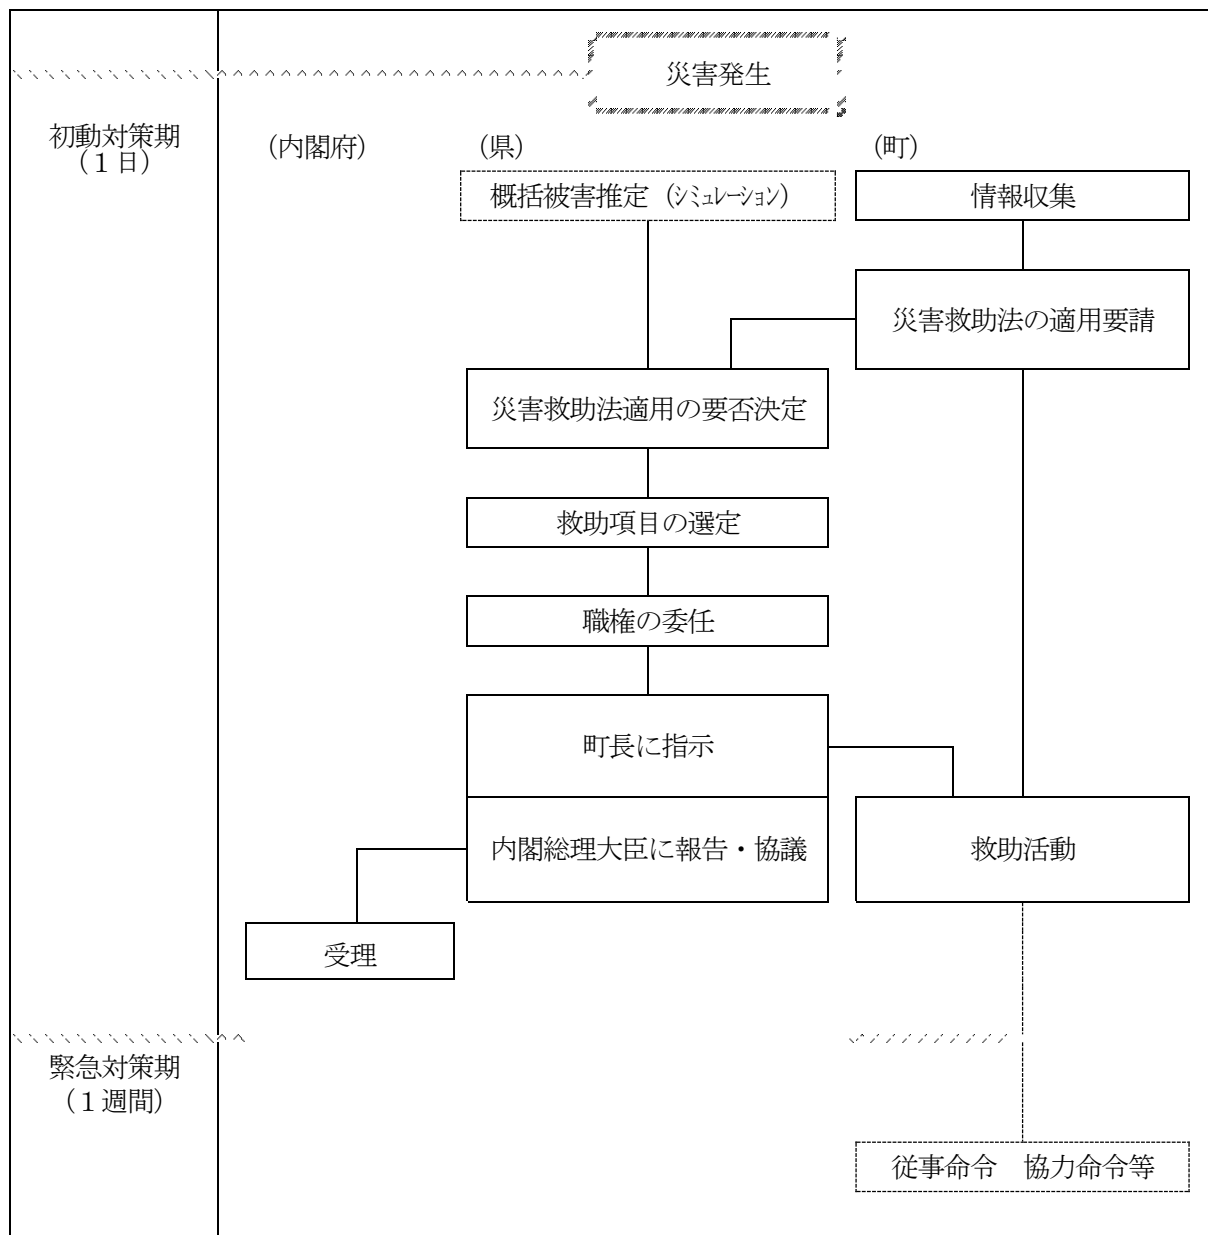 災害発生
初動対策期
（１日）
（内閣府）
（県）
（町）
概括被害推定（ｼﾐｭﾚｰｼｮﾝ）
情報収集
災害救助法の適用要請
災害救助法適用の要否決定
救助項目の選定
職権の委任
町長に指示
内閣総理大臣に報告・協議
救助活動
受理
緊急対策期
（１週間）
従事命令　協力命令等